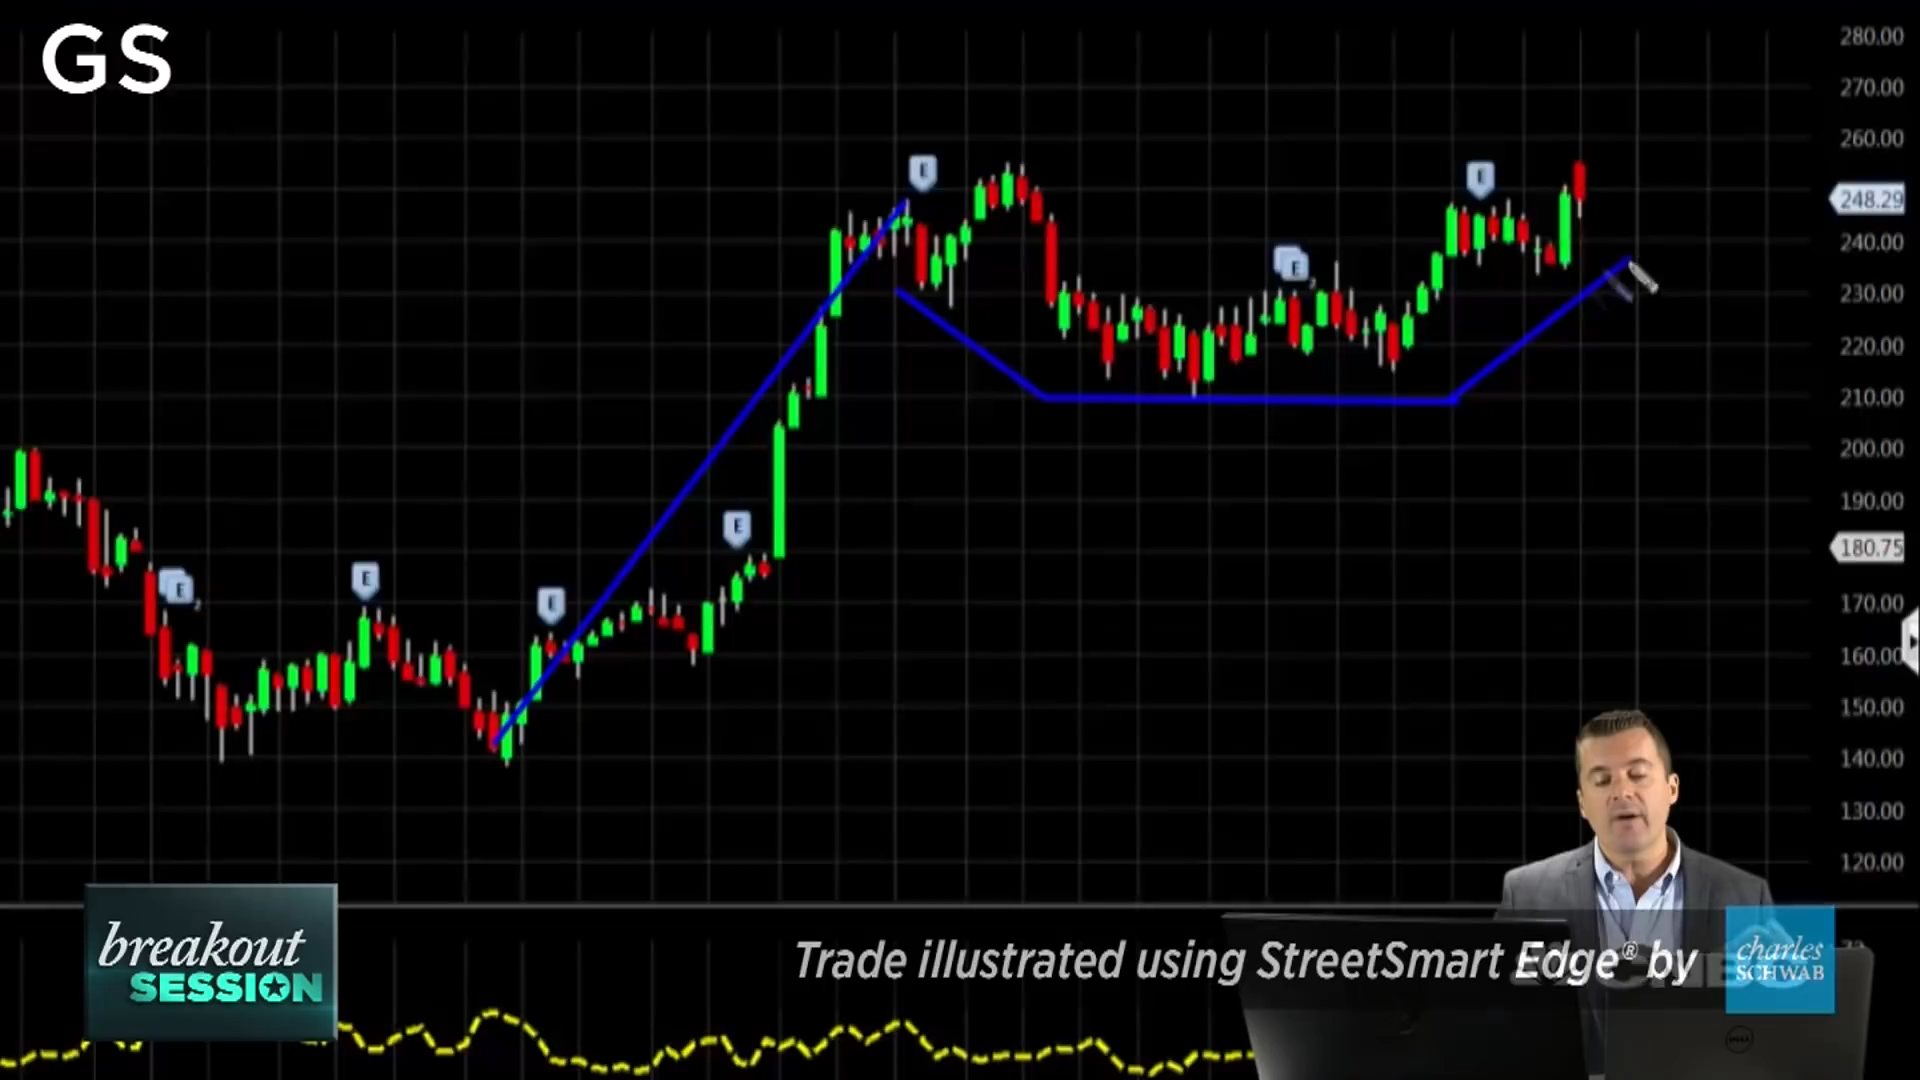 GS
280.00
270.00
260.00
248.29
240.00
230.00
220.00
210.00
200.00
190.00
180.75
170.00
160.00
150.00
140.00
130.00
120.00
E
E
E
E
E
E
E
breakout
SESSION
Trade illustrated using StreetSmart Edge® by
charles
SCHWAB
DELL